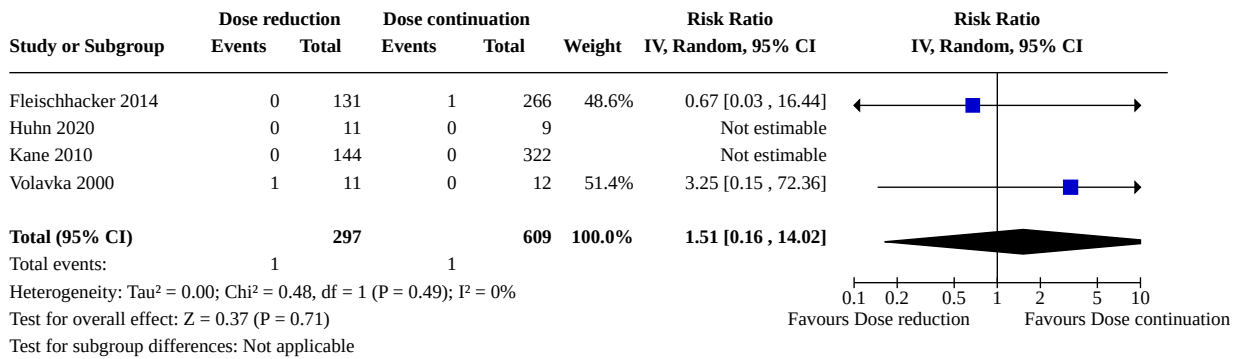 Dose reduction Dose continuation Risk Ratio Risk Ratio
Study or Subgroup Events Total Events Total Weight IV, Random, 95% CI IV, Random, 95% CI
Fleischhacker 2014 0 131 1 266 48.6% 0.67 [0.03 , 16.44]
Huhn 2020 0 11 0 9 Not estimable
Kane 2010 0 144 0 322 Not estimable
Volavka 2000 1 11 0 12 51.4% 3.25 [0.15 , 72.36]
Total (95% CI) 297 609 100.0% 1.51 [0.16 , 14.02]
Total events: 1 1
Heterogeneity: Tau² = 0.00; Chi² = 0.48, df = 1 (P = 0.49); I² = 0%
0.1 0.2 0.5 1 2 5 10
Test for overall effect: Z = 0.37 (P = 0.71)
Favours Dose reduction Favours Dose continuation
Test for subgroup differences: Not applicable